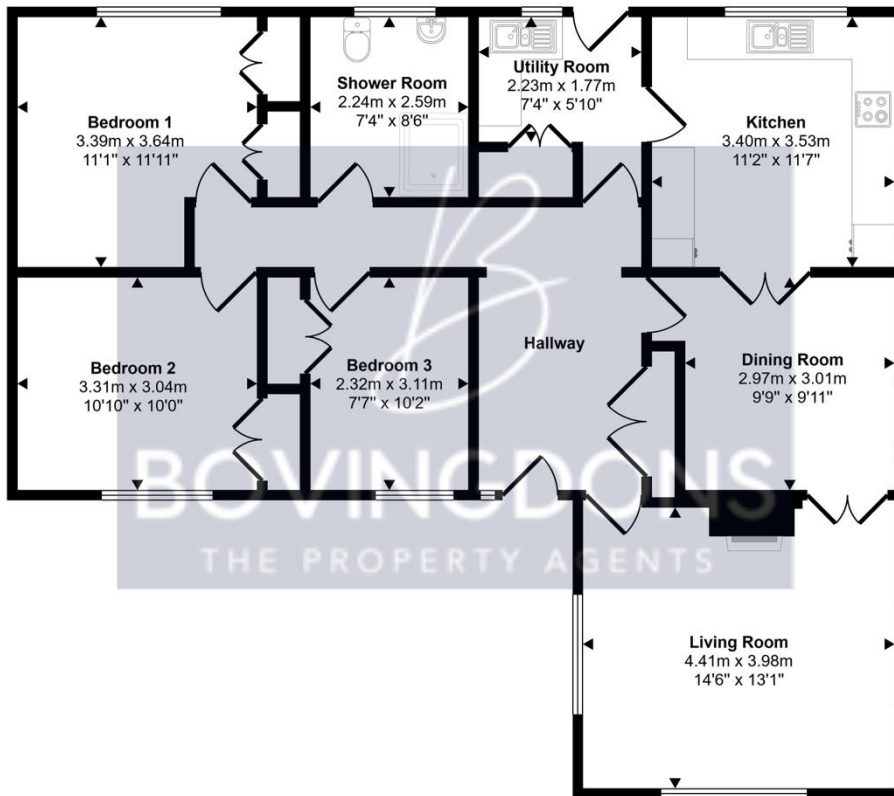 Bedroom 1
3.39m x 3.64m
11'1" x 11'11"
Shower Room
2.24m x 2.59m
7'4" x 8'6"
Utility Room
2.23m x 1.77m
7'4" x 5'10"
Kitchen
3.40m x 3.53m
11'2" x 11'7"
Bedroom 2
3.31m x 3.04m
10'10" x 10'0"
Bedroom 3
2.32m x 3.11m
7'7" x 10'2"
Hallway
Dining Room
2.97m x 3.01m
9'9" x 9'11"
B
BOVINGDONS
THE PROPERTY AGENTS
Living Room
4.41m x 3.98m
14'6" x 13'1"